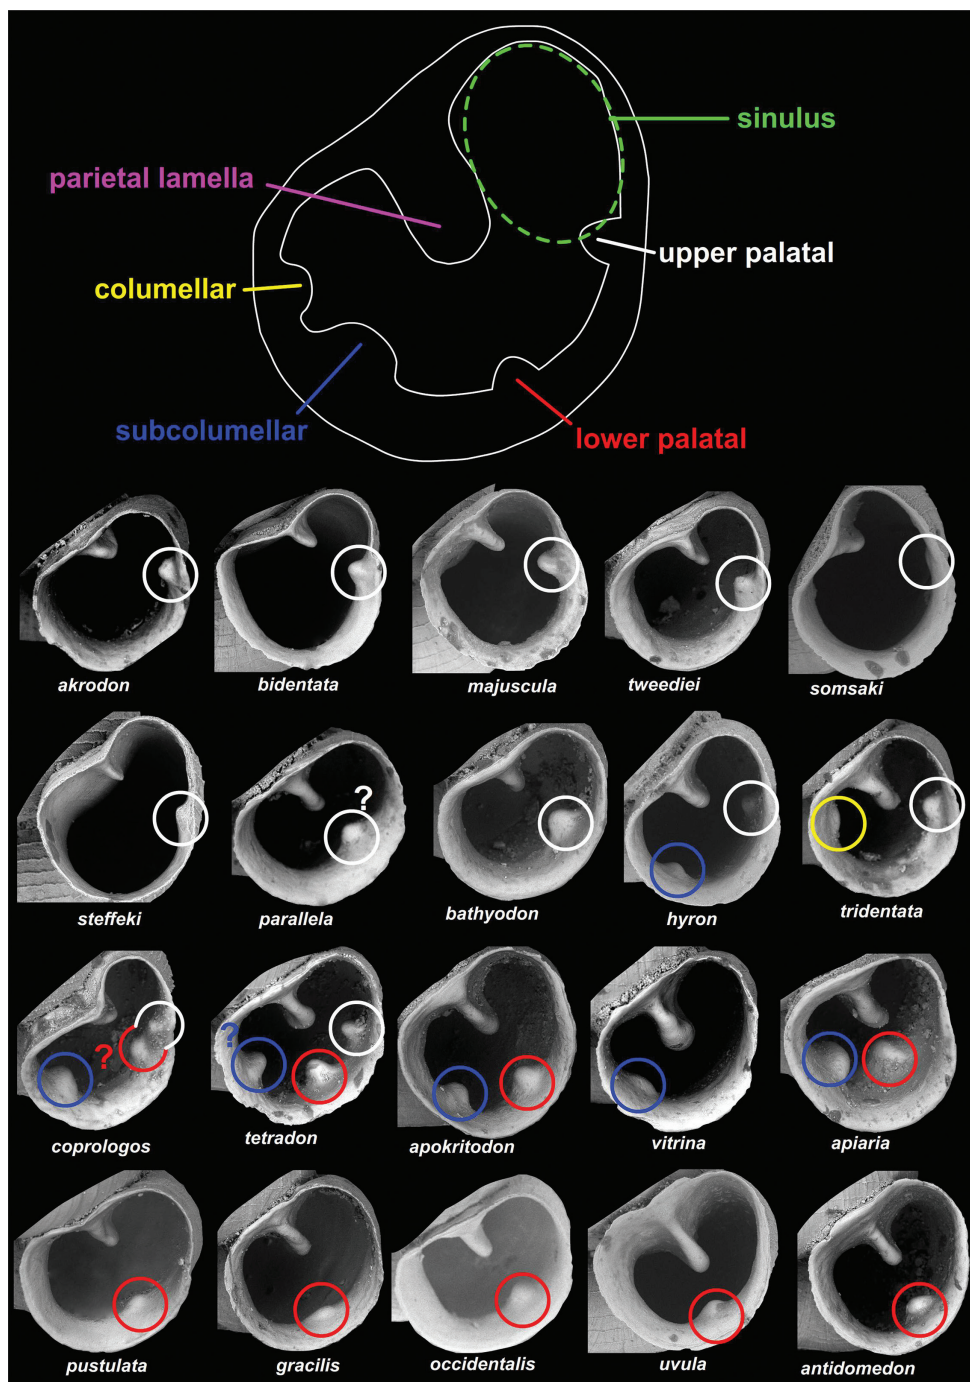 sinulus
parietal lamella
upper palatal
columellar
subcolumellar
lower palatal
akrodon
bidentata
majuscula
tweediei
somsaki
?
steffeki
parallela
bathyodon
hyron
tridentata
?
?
coprologos
tetradon
apokritodon
vitrina
apiaria
pustulata
gracilis
occidentalis
uvula
antidomedon